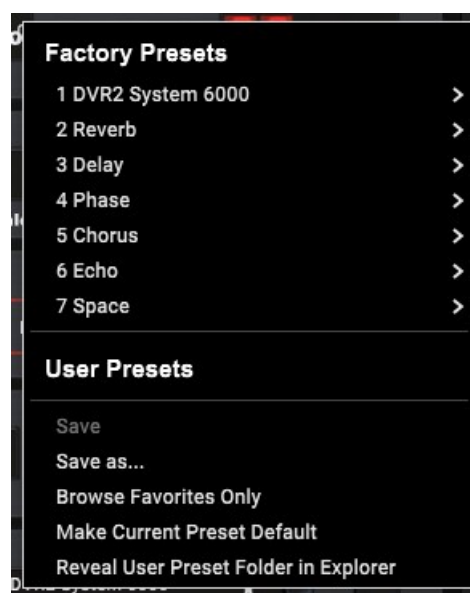 Factory Presets
1 DVR2 System 6000
2 Reverb
3 Delay
4 Phase
5 Chorus
6 Echo
7 Space
User Presets
Save
Save as...
Browse Favorites Only
Make Current Preset Default
Reveal User Preset Folder in Explorer